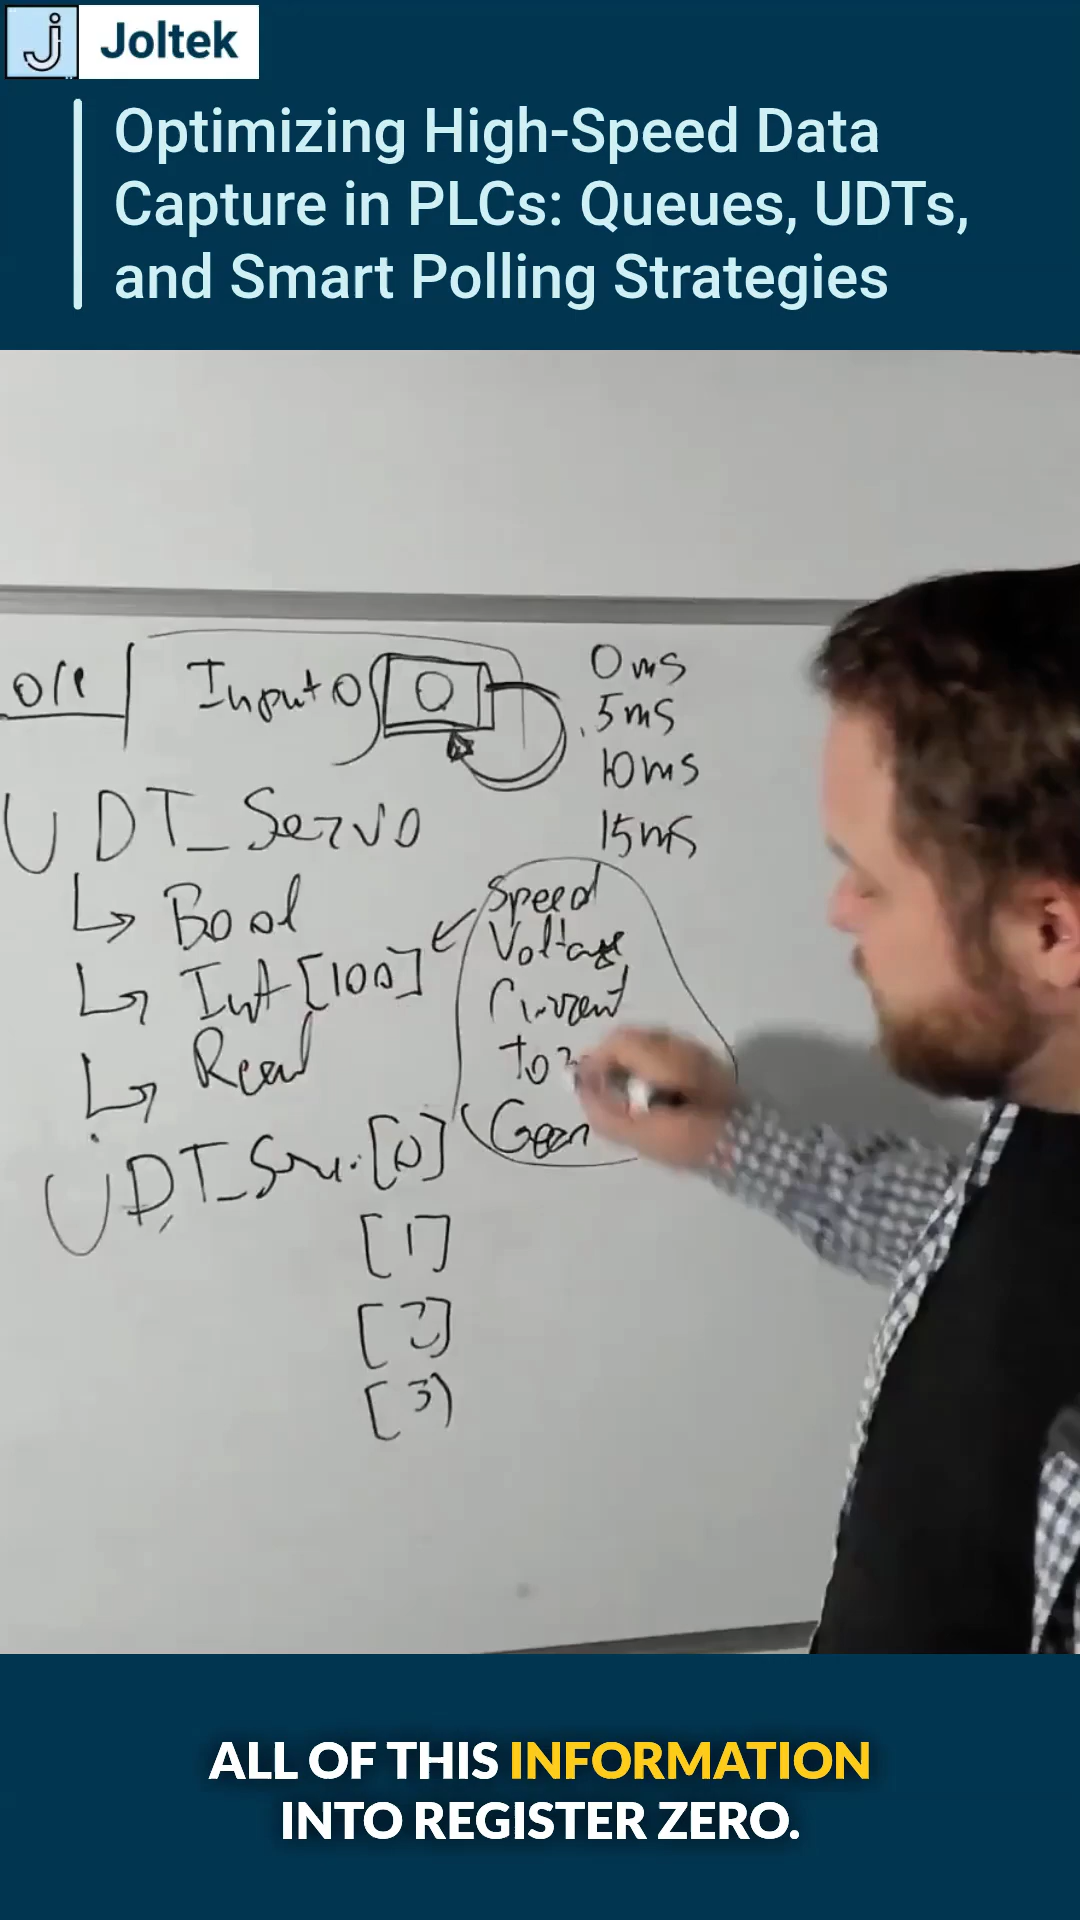 Joltek
Optimizing High-Speed Data
Capture in PLCs: Queues, UDTs,
and Smart Polling Strategies
Input 0
0
0ms
.5ms
10ms
15ms
UDT_Servo
Bool
Int [100]
Real
Speed
Voltage
Current
To
Gear
UDT_Serv. [0]
[1]
[2]
[3)
ALL OF THIS INFORMATION
INTO REGISTER ZERO.